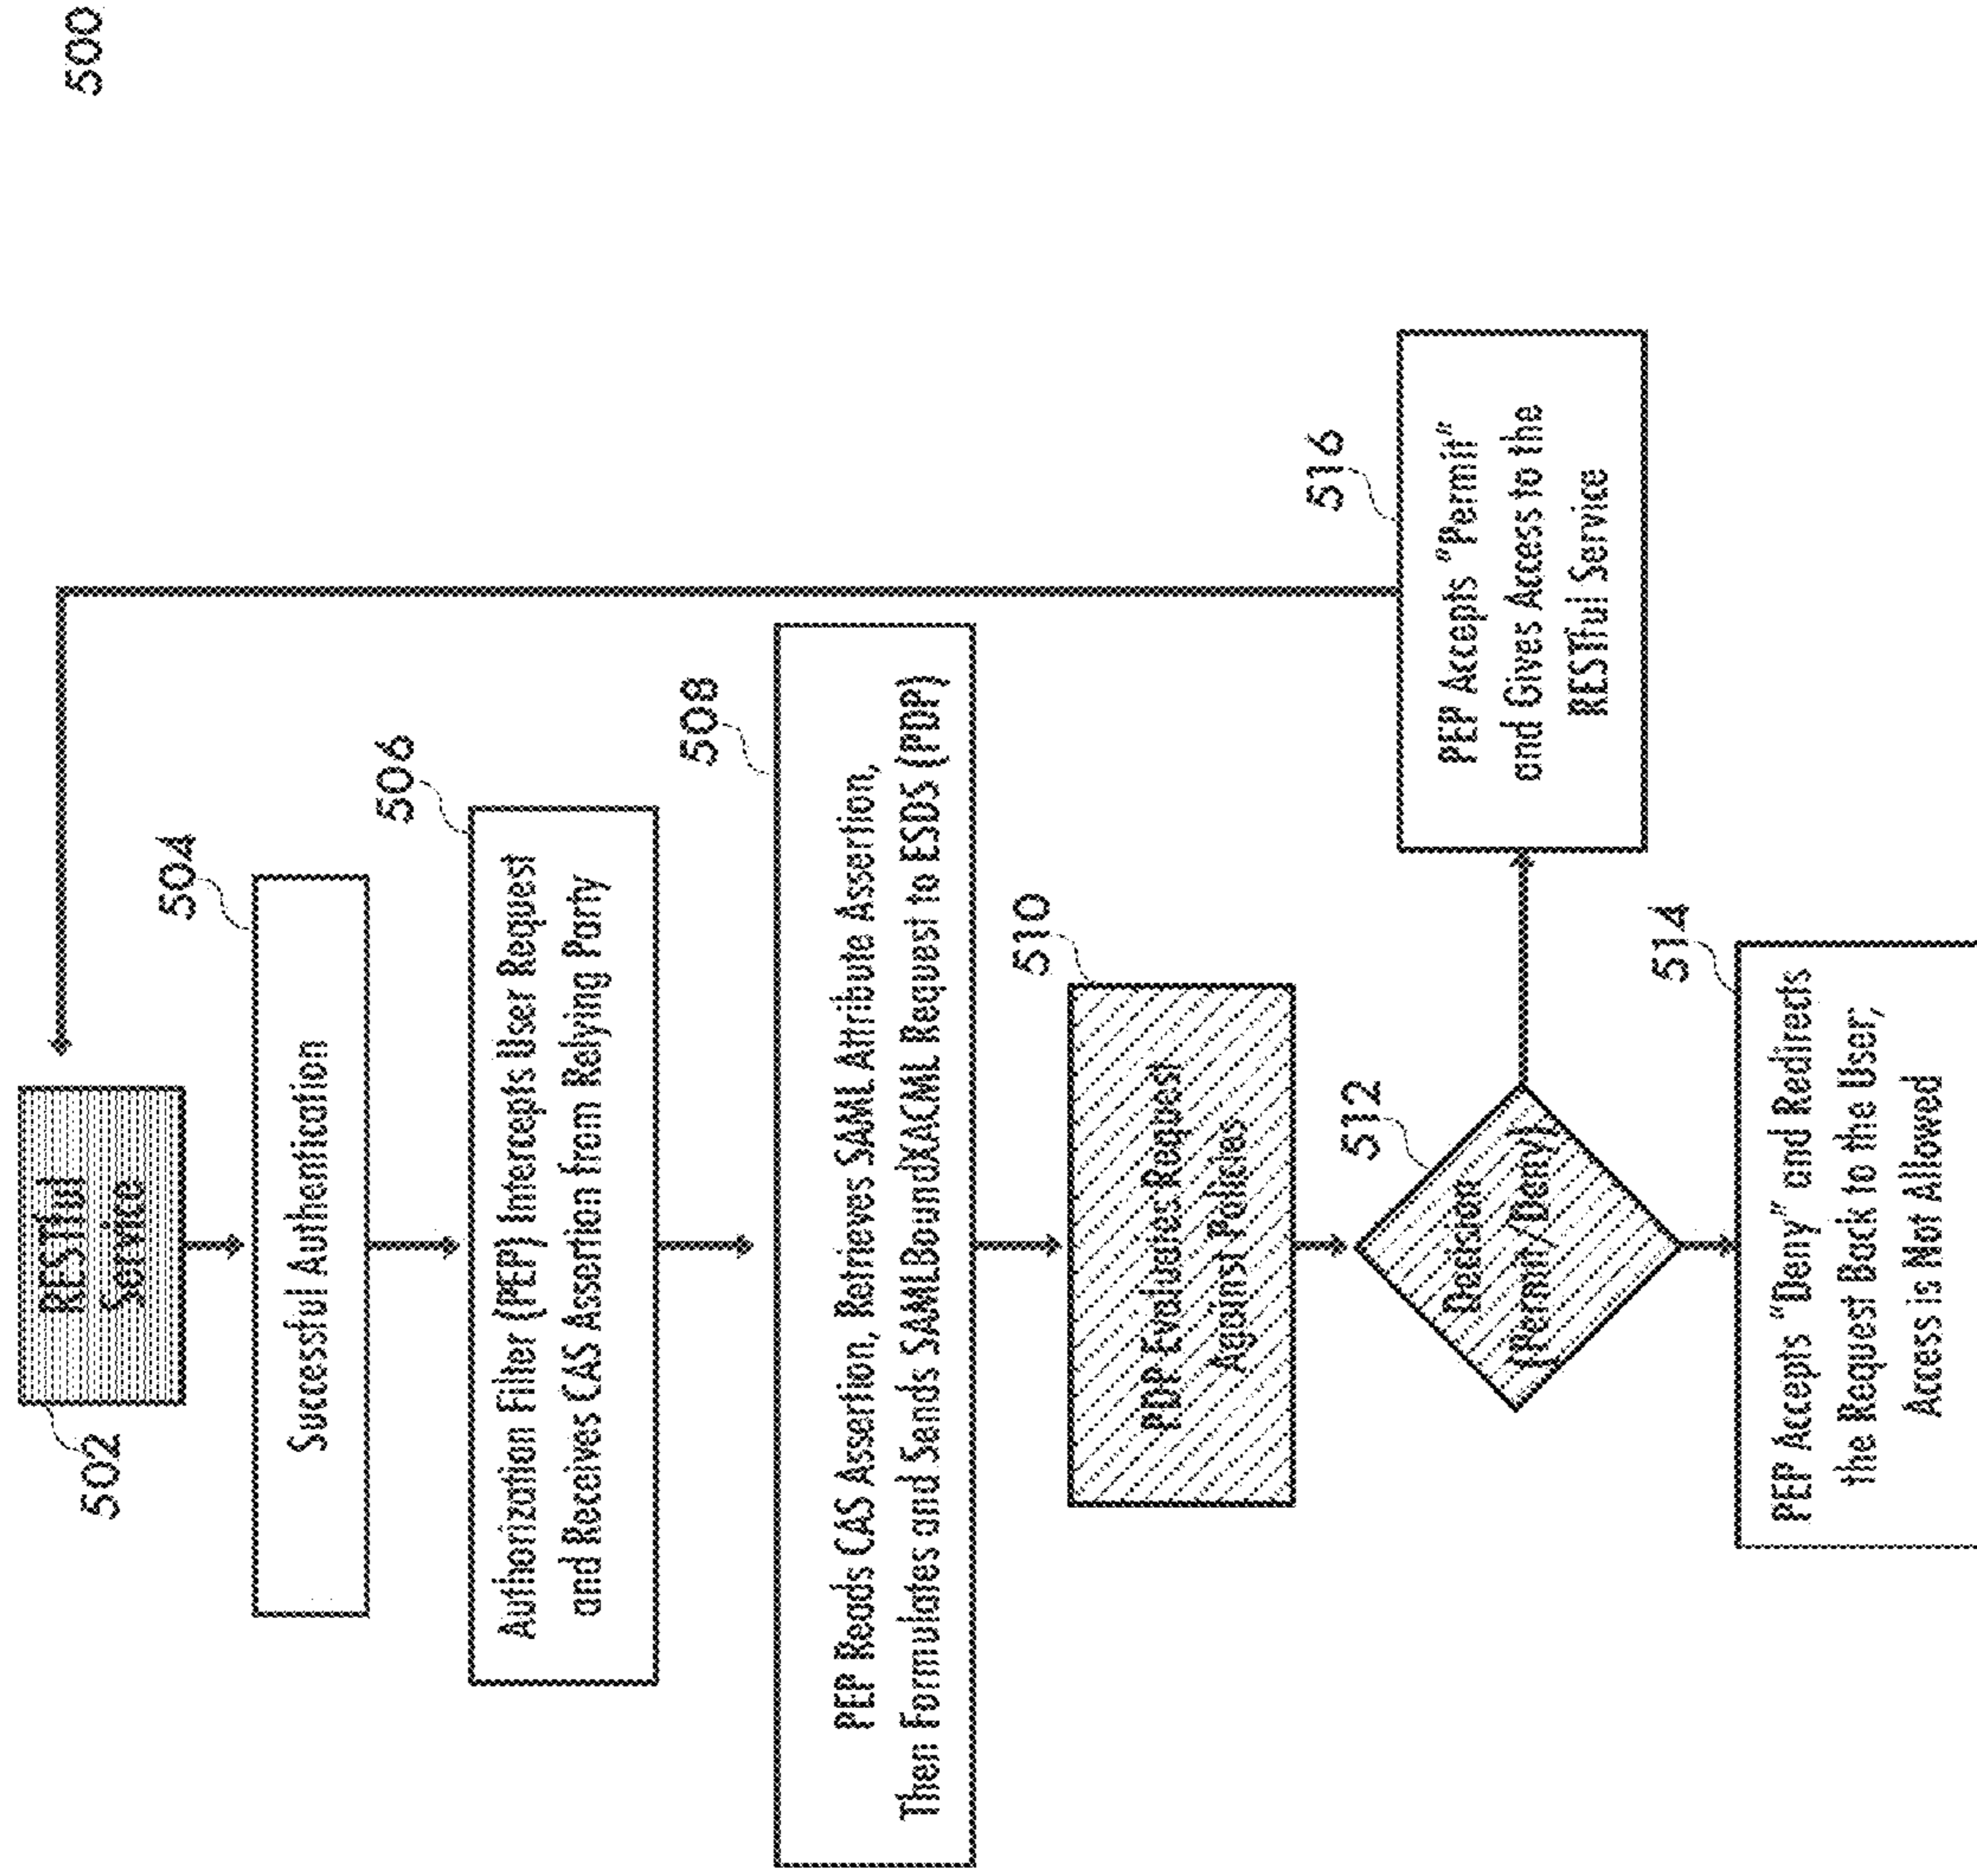 500
502
RESTful
Service
504
Successful Authentication
506
Authorization Filter (PEP) Intercepts User Request
and Receives CAS Assertion from Relying Party
508
PEP Reads CAS Assertion, Retrieves SAML Attribute Assertion,
Then Formulates and Sends SAMLBoundXACML Request to ESDS (PDP)
510
PDP Evaluates Request
Against Policies
512
Decision
(Permit/Deny)
516
PEP Accepts "Permit"
and Gives Access to the
RESTful Service
514
PEP Accepts "Deny" and Redirects
the Request Back to the User;
Access is Not Allowed